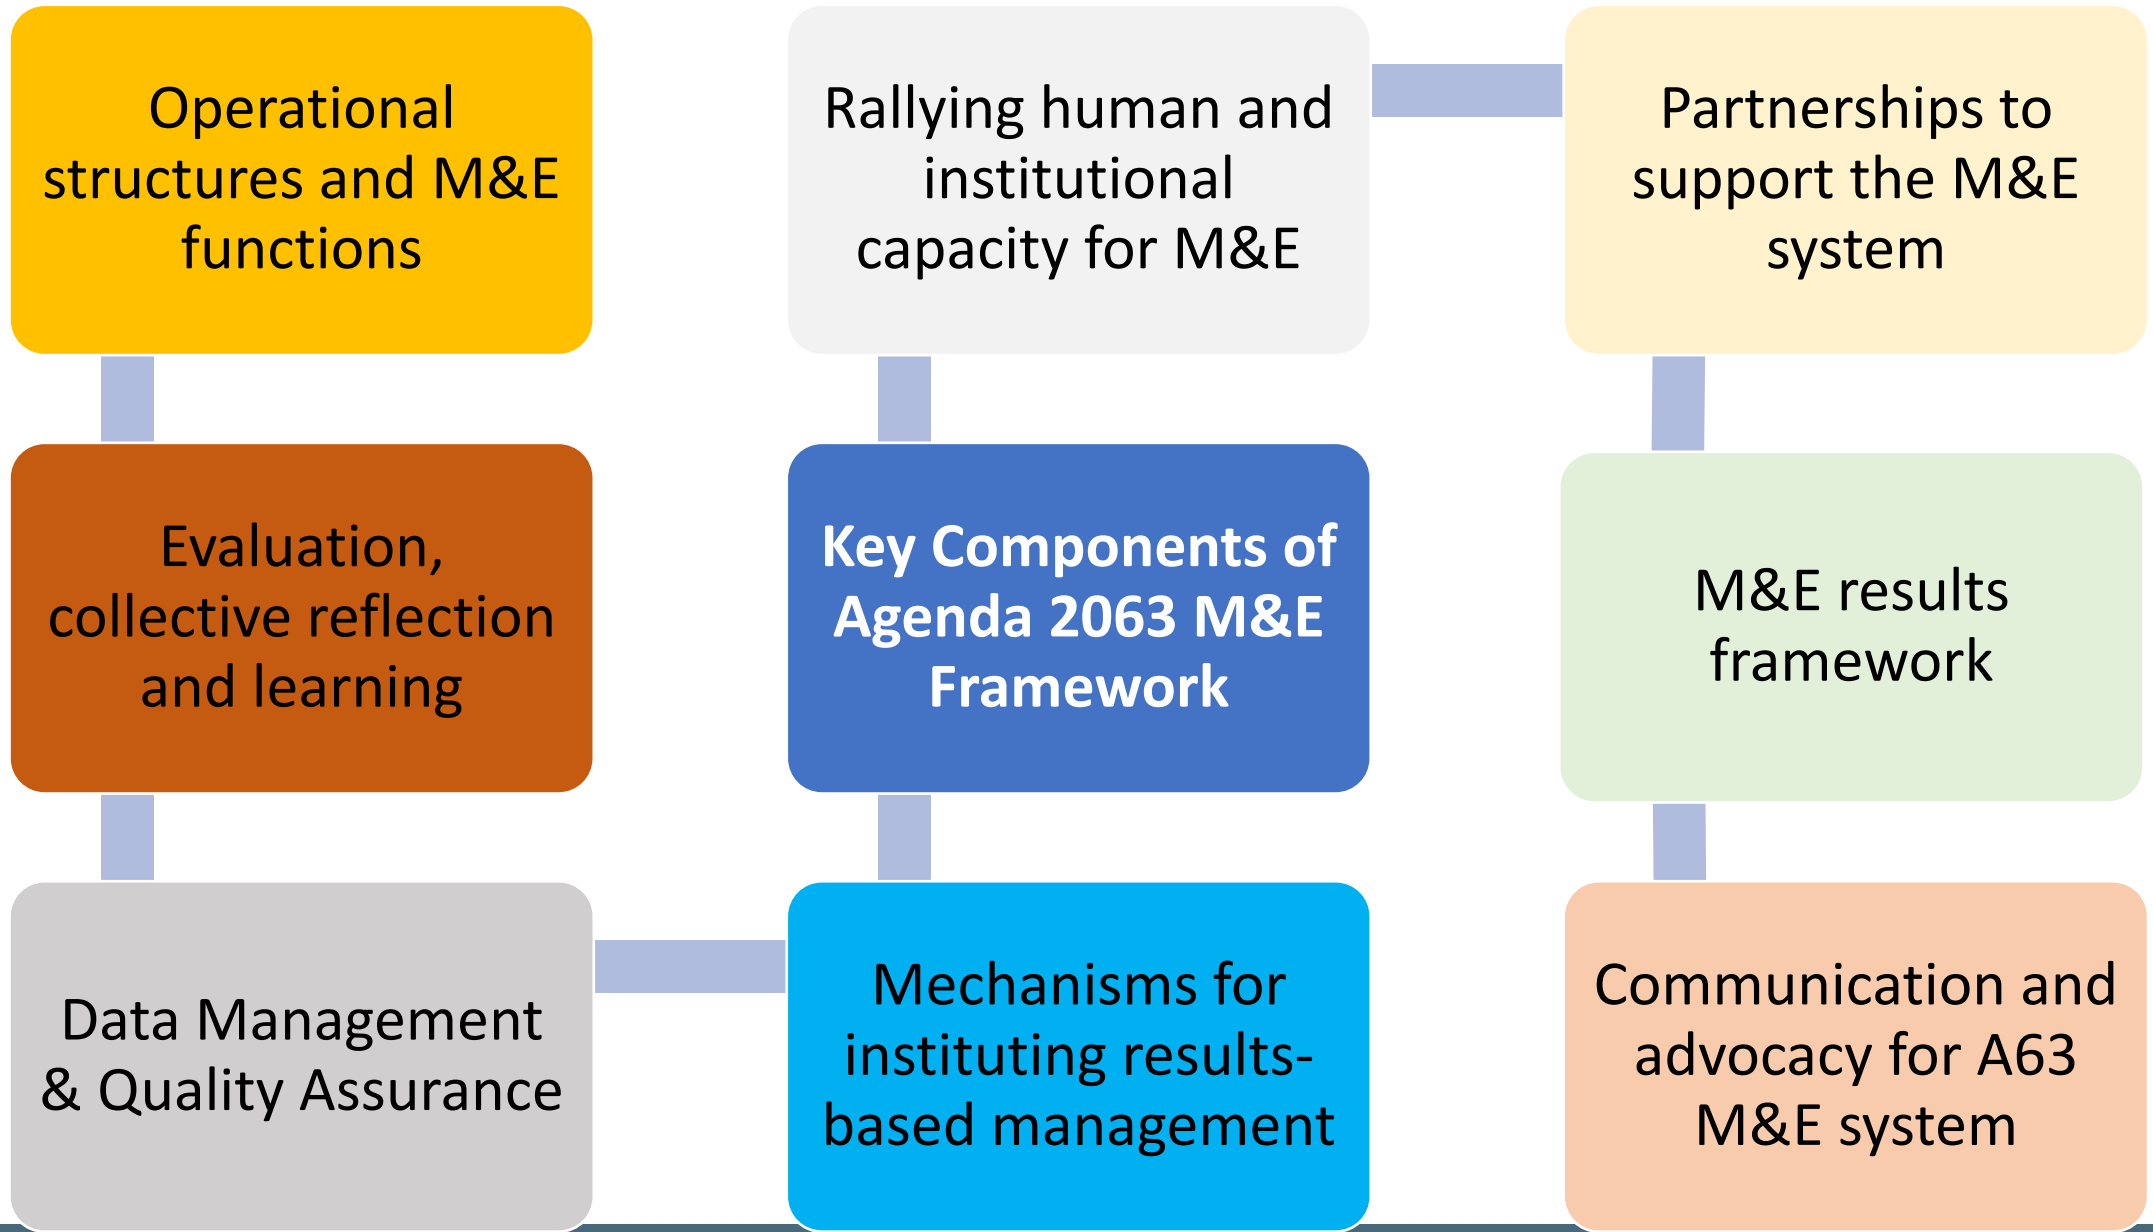 Operational
structures and M&E
functions
Rallying human and
institutional
capacity for M&E
Partnerships to
support the M&E
system
Evaluation,
collective reflection
and learning
Key Components of
Agenda 2063 M&E
Framework
M&E results
framework
Data Management
& Quality Assurance
Mechanisms for
instituting results-
based management
Communication and
advocacy for A63
M&E system